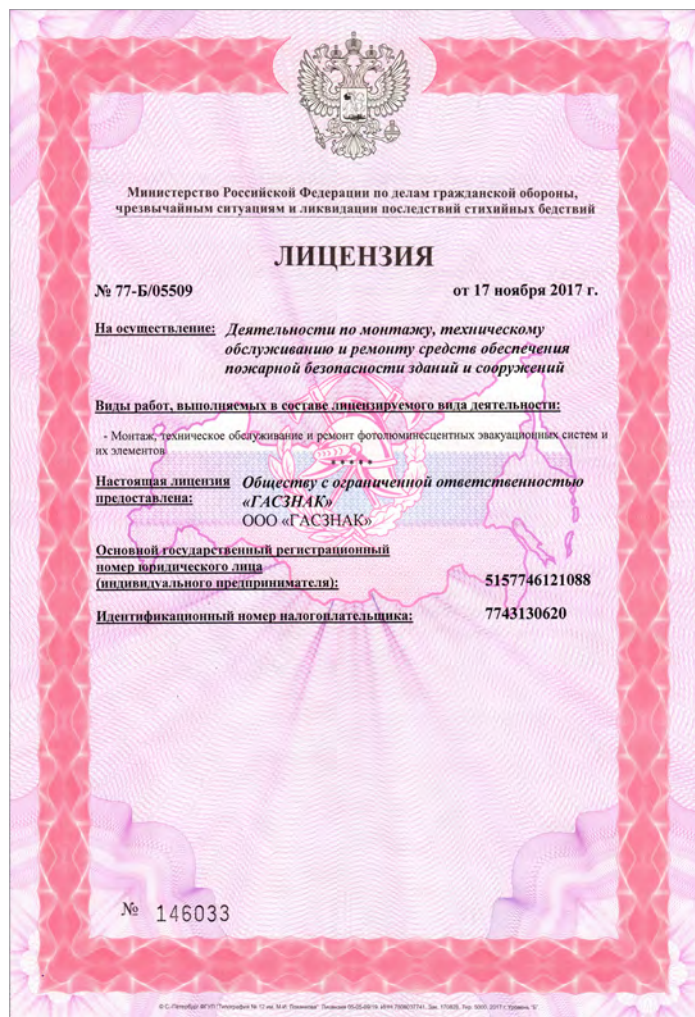 Министерство Российской Федерации по делам гражданской обороны,
чрезвычайным ситуациям и ликвидации последствий стихийных бедствий
ЛИЦЕНЗИЯ
№ 77-Б/05509 от 17 ноября 2017 г.
На осуществление: Деятельности по монтажу, техническому
обслуживанию и ремонту средств обеспечения
пожарной безопасности зданий и сооружений
Виды работ, выполняемых в составе лицензируемого вида деятельности:
- Монтаж, техническое обслуживание и ремонт фотолюминесцентных эвакуационных систем и
их элементов
* * * * *
Настоящая лицензия Обществу с ограниченной ответственностью
предоставлена: «ГАСЗНАК»
ООО «ГАСЗНАК»
Основной государственный регистрационный
номер юридического лица
(индивидуального предпринимателя): 5157746121088
Идентификационный номер налогоплательщика: 7743130620
№ 146033